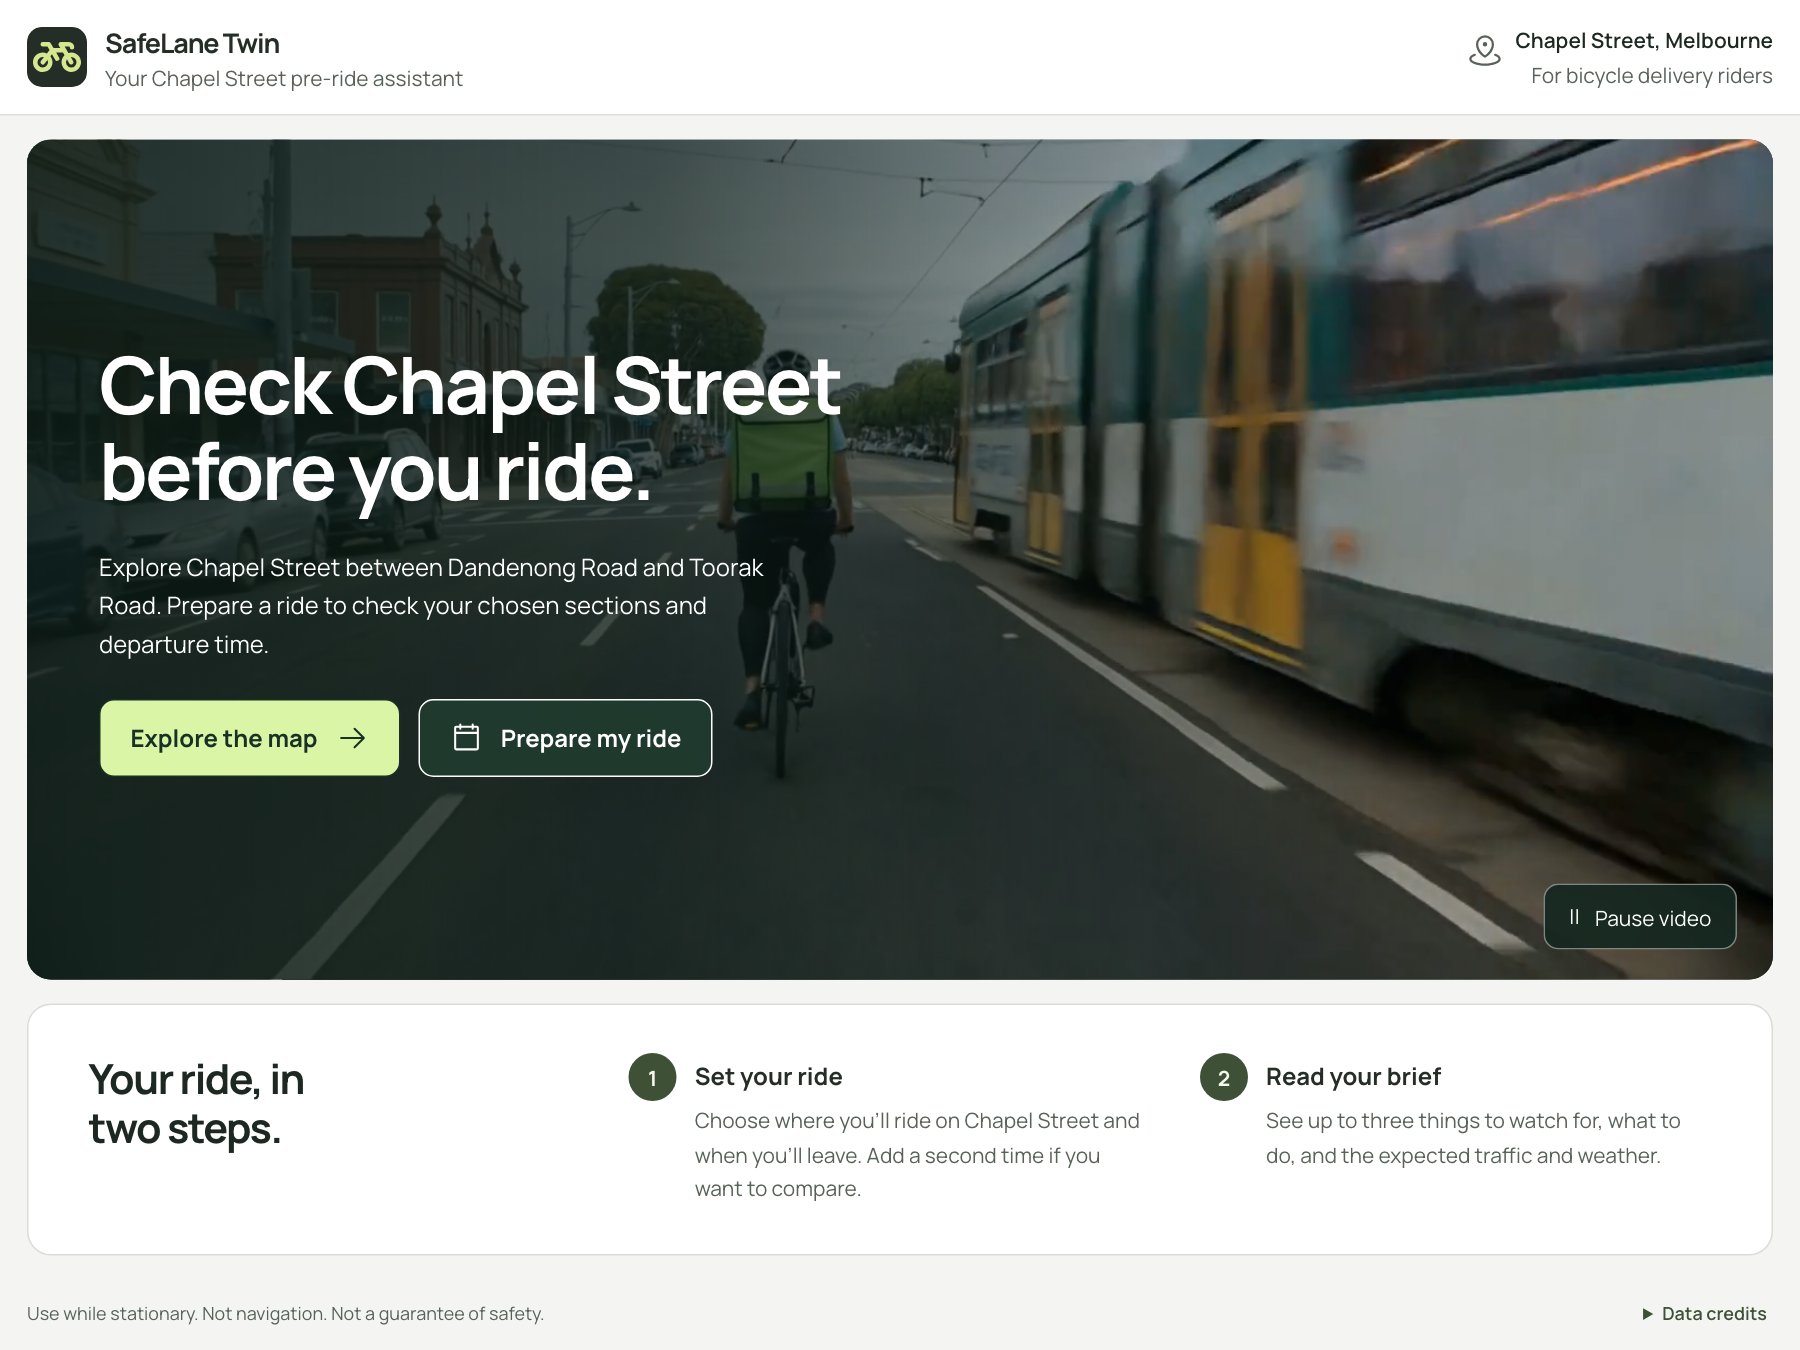 SafeLane Twin
Your Chapel Street pre-ride assistant
Chapel Street, Melbourne
For bicycle delivery riders
Check Chapel Street
before you ride.
Explore Chapel Street between Dandenong Road and Toorak
Road. Prepare a ride to check your chosen sections and
departure time.
Explore the map
Prepare my ride
Pause video
Your ride, in
two steps.
1
Set your ride
Choose where you’ll ride on Chapel Street and
when you’ll leave. Add a second time if you
want to compare.
2
Read your brief
See up to three things to watch for, what to
do, and the expected traffic and weather.
Use while stationary. Not navigation. Not a guarantee of safety.
Data credits